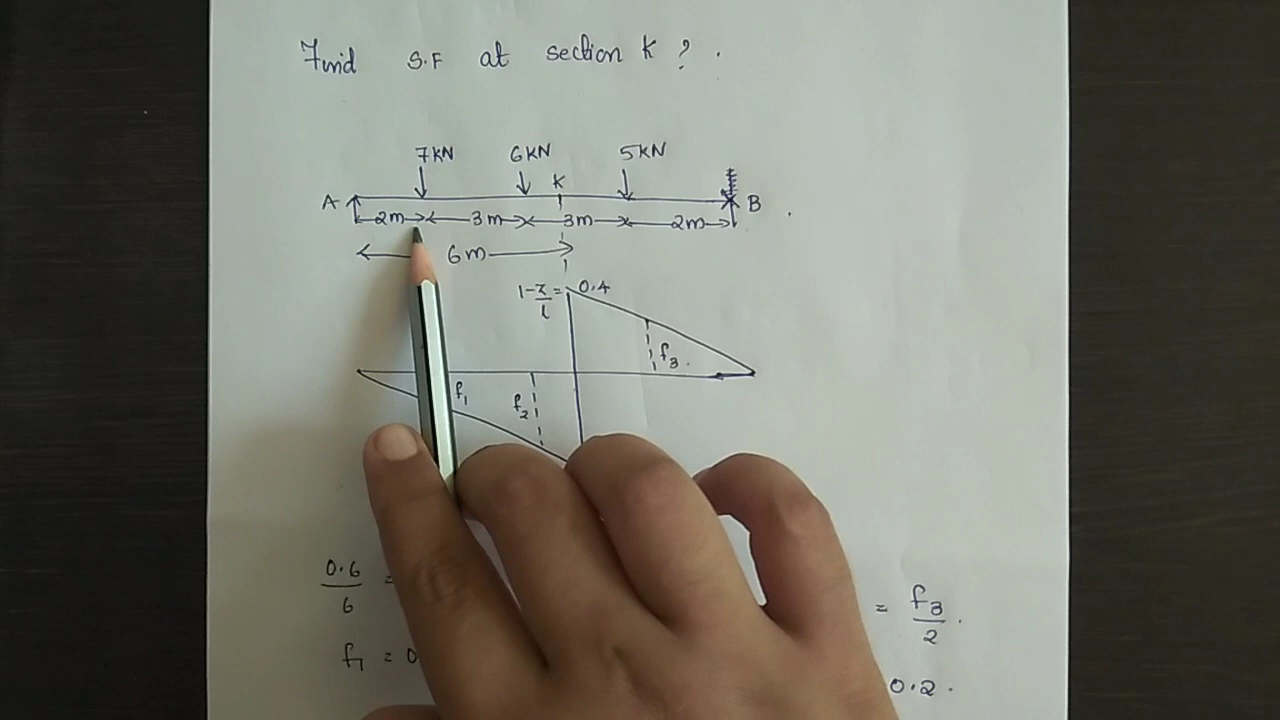 Find S.F at section K ? .
7KN 6KN 5KN
A K B .
2m 3m 3m 2m
6m
1-z/l = 0.4
f3 .
f1
f2
0.6/6 = = f3/2 .
f1 = 0 0.2 .